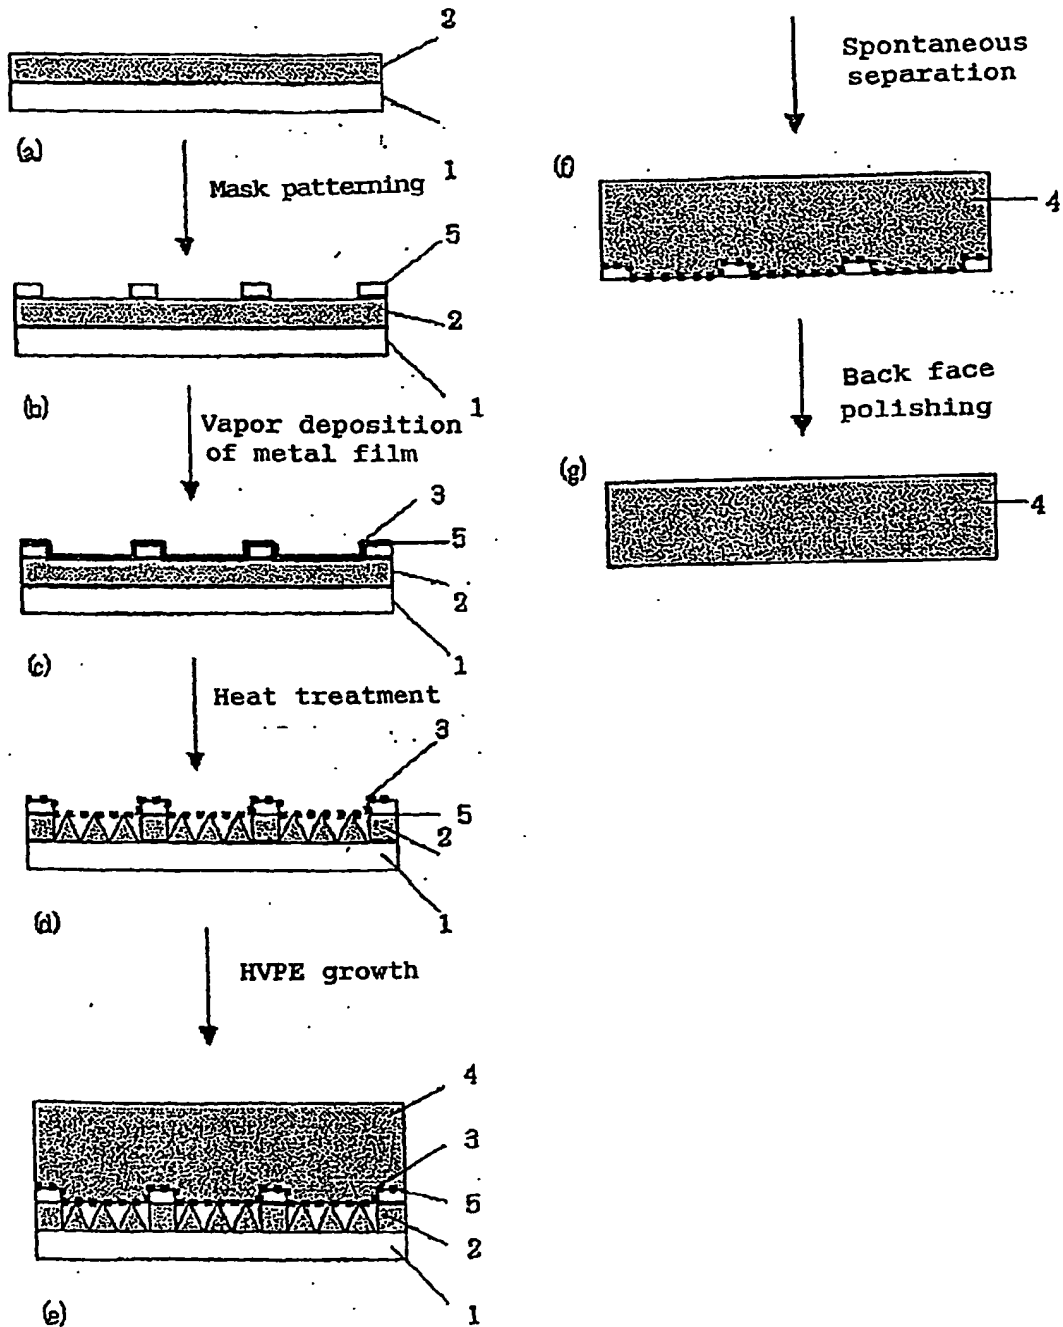 2
(a)
1
Mask patterning
5
2
1
(b)
Vapor deposition
of metal film
3
5
2
1
(c)
Heat treatment
3
5
2
1
(d)
HVPE growth
4
3
5
2
1
(e)
Spontaneous
separation
(f)
4
Back face
polishing
(g)
4